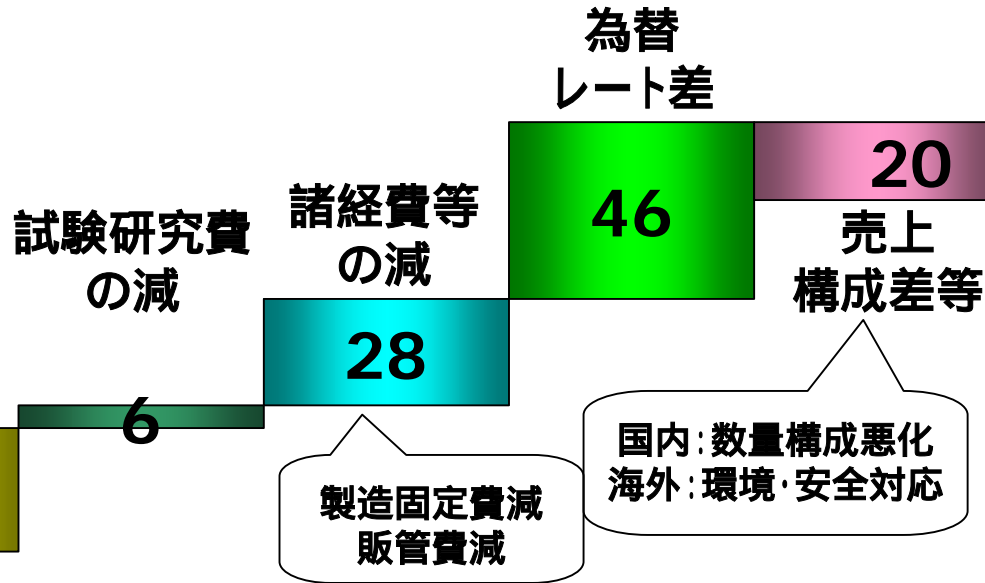 試験研究費
の減
6
諸経費等
の減
28
製造固定費減
販管費減
為替
レート差
46
20
売上
構成差等
国内：数量構成悪化
海外：環境・安全対応